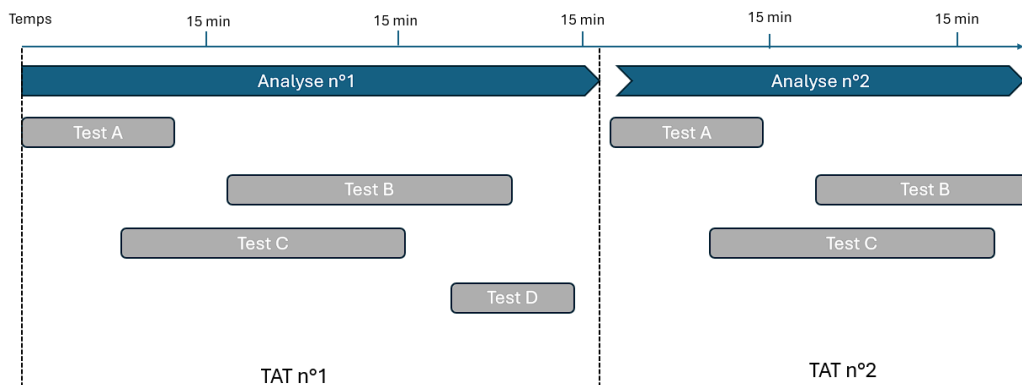 Temps
15 min
15 min
15 min
15 min
15 min
Analyse n°1
Analyse n°2
Test A
Test A
Test B
Test B
Test C
Test C
Test D
TAT n°1
TAT n°2